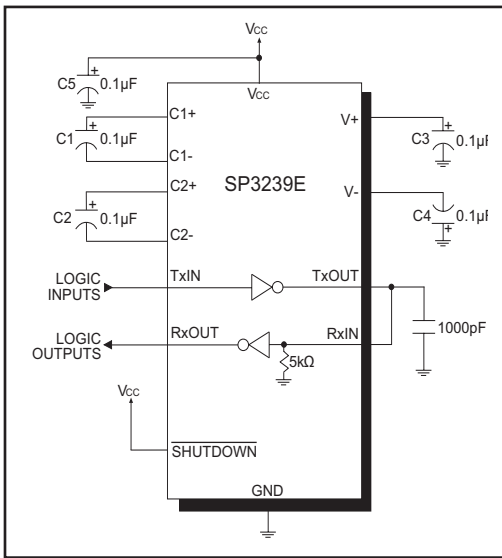 VCC
C5
+
0.1µF
VCC
C1+
V+
C1
+
0.1µF
C3
+
0.1µF
C1-
C2+
SP3239E
V-
C2
+
0.1µF
C4
+
0.1µF
C2-
LOGIC
INPUTS
TxIN
TxOUT
LOGIC
OUTPUTS
RxOUT
RxIN
1000pF
5kΩ
VCC
SHUTDOWN
GND